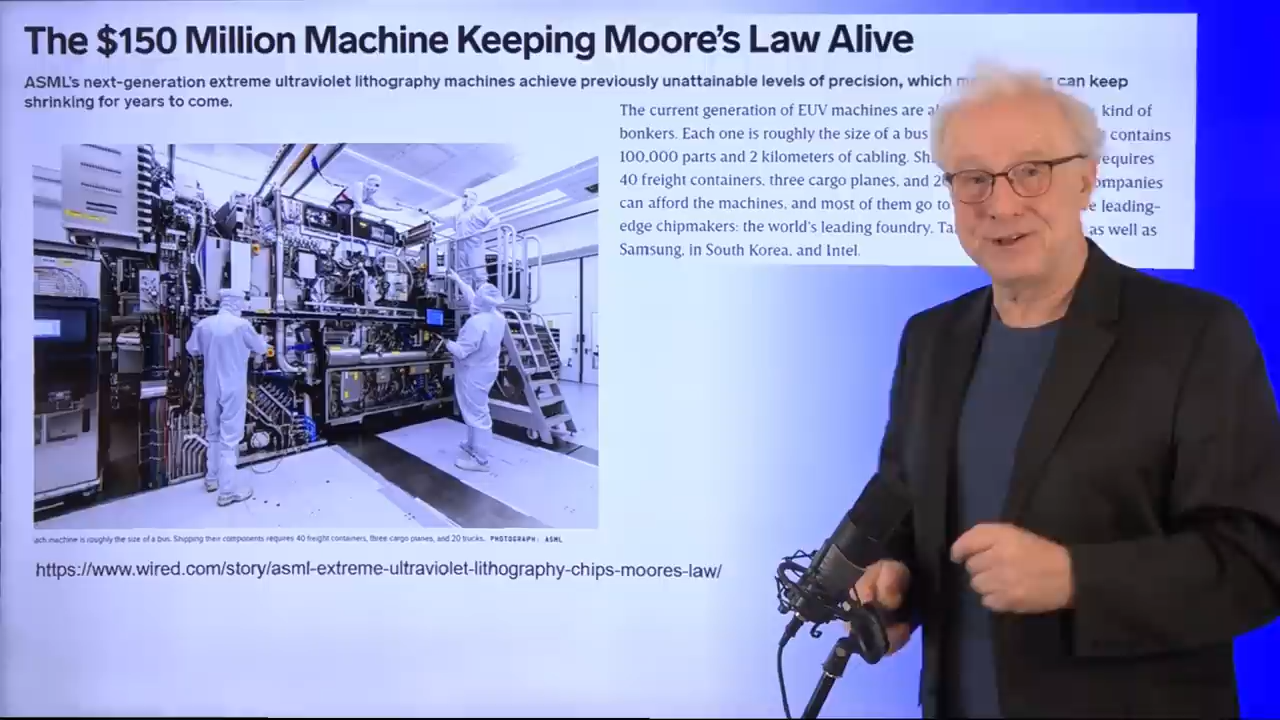 The $150 Million Machine Keeping Moore's Law Alive
ASML's next-generation extreme ultraviolet lithography machines achieve previously unattainable levels of precision, which can keep
shrinking for years to come.
The current generation of EUV machines are kind of
bonkers. Each one is roughly the size of a bus contains
100,000 parts and 2 kilometers of cabling. requires
40 freight containers, three cargo planes, and
can afford the machines, and most of them go to leading-
edge chipmakers: the world's leading foundry, as well as
Samsung, in South Korea, and Intel.
ach machine is roughly the size of a bus. Shipping their components requires 40 freight containers, three cargo planes, and 20 trucks. PHOTOGRAPH: ASML
https://www.wired.com/story/asml-extreme-ultraviolet-lithography-chips-moores-law/